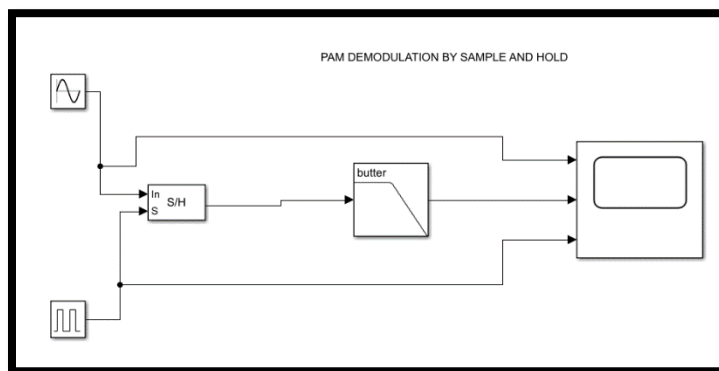 PAM DEMODULATION BY SAMPLE AND HOLD
butter
In
S/H
S